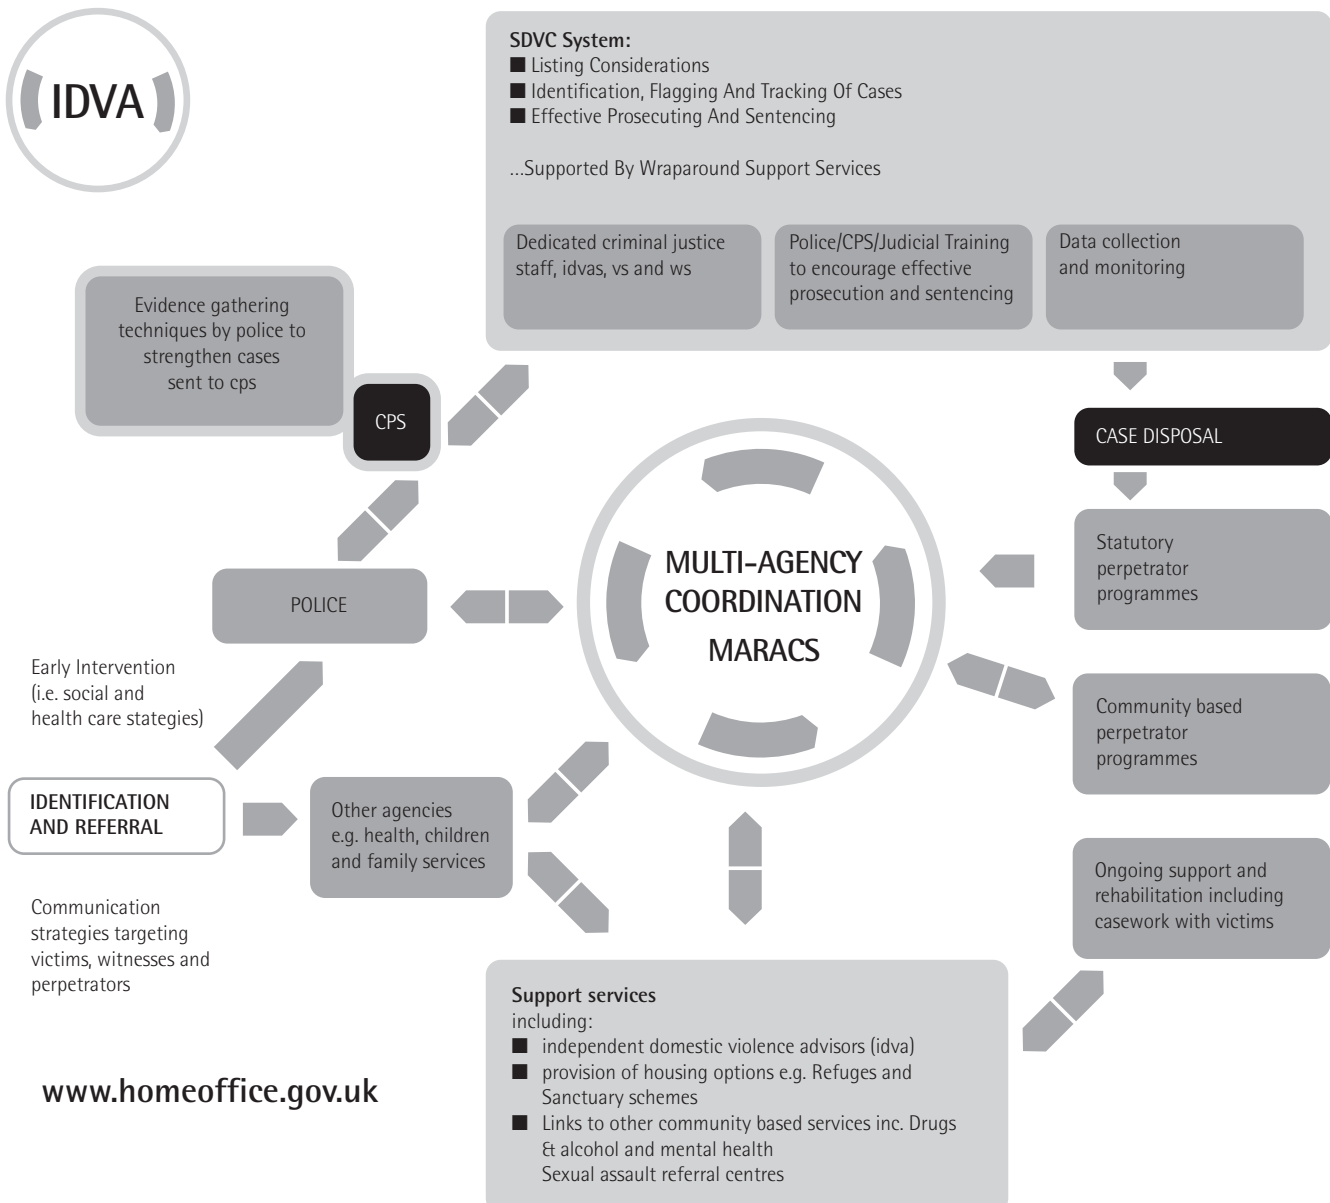 IDVA
SDVC System:
■ Listing Considerations
■ Identification, Flagging And Tracking Of Cases
■ Effective Prosecuting And Sentencing
...Supported By Wraparound Support Services
Dedicated criminal justice
staff, idvas, vs and ws
Police/CPS/Judicial Training
to encourage effective
prosecution and sentencing
Data collection
and monitoring
Evidence gathering
techniques by police to
strengthen cases
sent to cps
CPS
CASE DISPOSAL
MULTI-AGENCY
COORDINATION
MARACS
Statutory
perpetrator
programmes
POLICE
Early Intervention
(i.e. social and
health care stategies)
Community based
perpetrator
programmes
IDENTIFICATION
AND REFERRAL
Other agencies
e.g. health, children
and family services
Ongoing support and
rehabilitation including
casework with victims
Communication
strategies targeting
victims, witnesses and
perpetrators
Support services
including:
■ independent domestic violence advisors (idva)
■ provision of housing options e.g. Refuges and
Sanctuary schemes
■ Links to other community based services inc. Drugs
& alcohol and mental health
Sexual assault referral centres
www.homeoffice.gov.uk